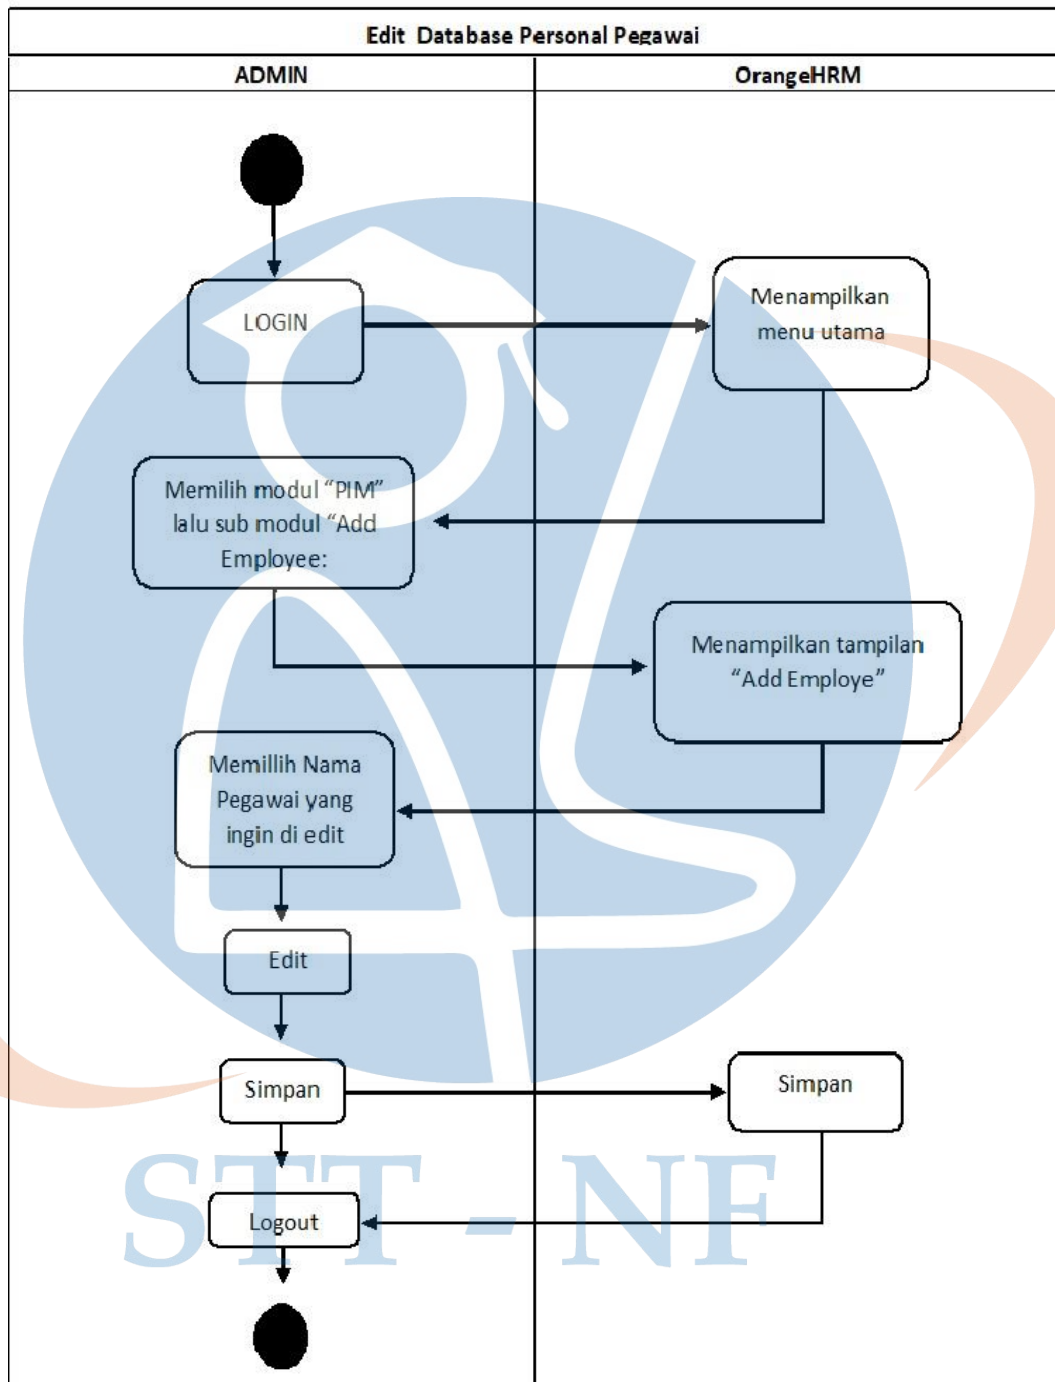 Edit Database Personal Pegawai
ADMIN
OrangeHRM
LOGIN
Menampilkan
menu utama
Memilih modul “PIM”
lalu sub modul “Add
Employee:
Menampilkan tampilan
“Add Employe”
Memillih Nama
Pegawai yang
ingin di edit
Edit
Simpan
Simpan
Logout
STT - NF